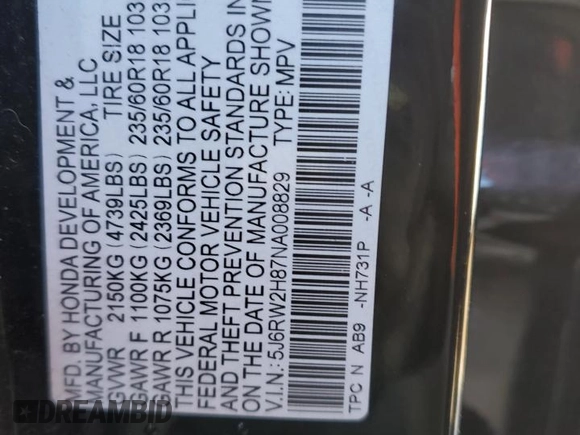 MFD. BY HONDA DEVELOPMENT &
MANUFACTURING OF AMERICA, LLC
GVWR 2150KG (4739LBS) TIRE SIZE
GAWR F 1100KG (2425LBS) 235/60R18 103
GAWR R 1075KG (2369LBS) 235/60R18 103
THIS VEHICLE CONFORMS TO ALL APPLI
FEDERAL MOTOR VEHICLE SAFETY
AND THEFT PREVENTION STANDARDS IN
ON THE DATE OF MANUFACTURE SHOWN
V.I.N.: 5J6RW2H87NA008829 TYPE: MPV
TPC N AB9 -NH731P -A -A
DREAMBID